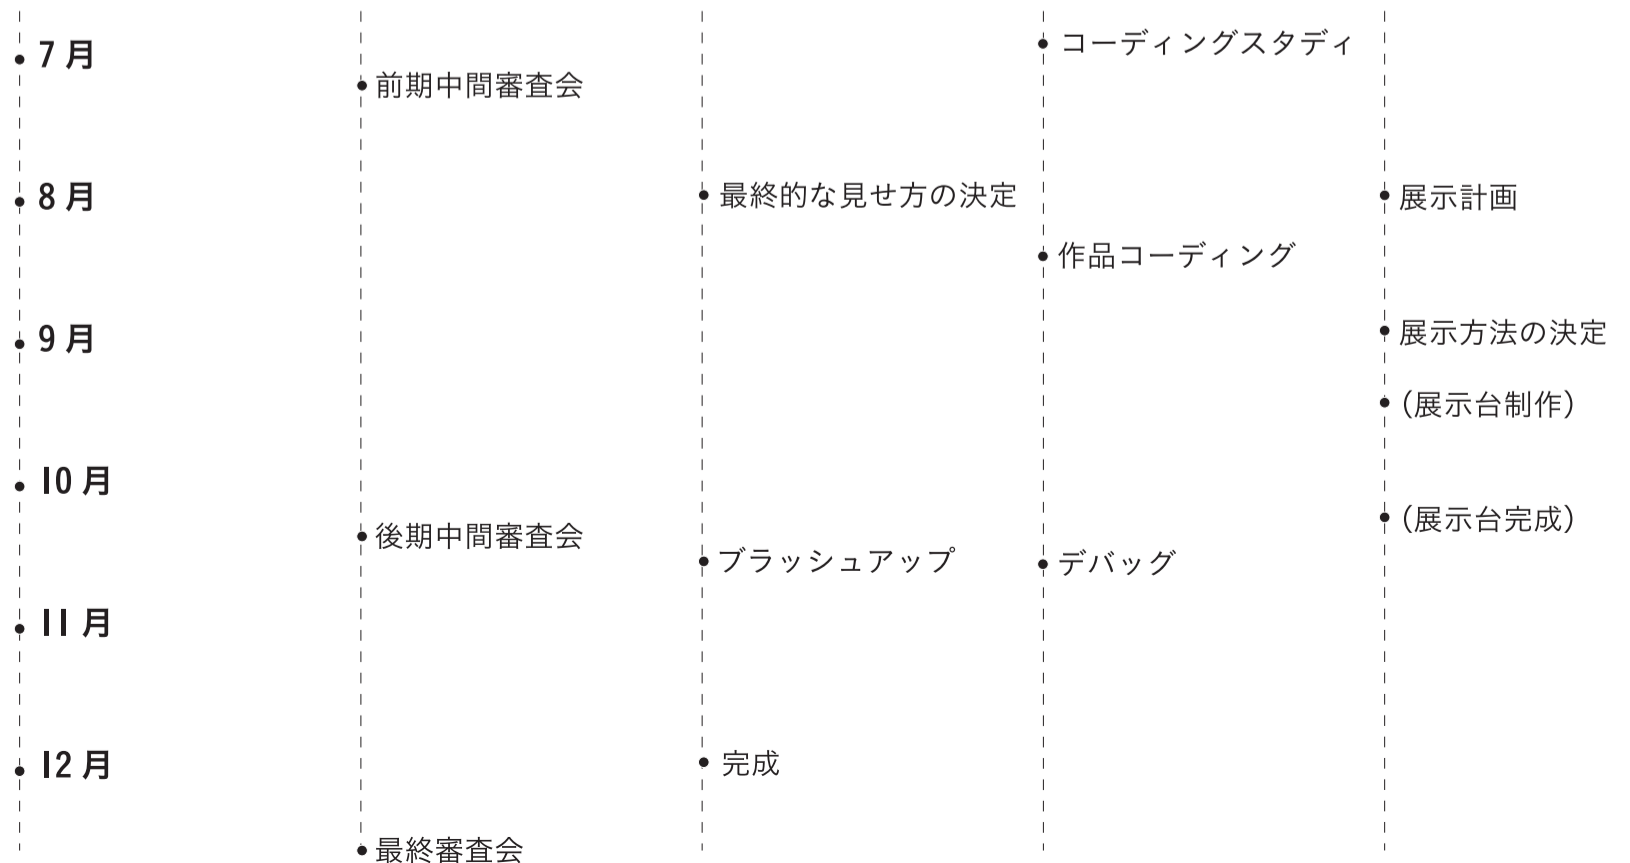 7月
8月
9月
10月
11月
12月
前期中間審査会
後期中間審査会
最終審査会
最終的な見せ方の決定
ブラッシュアップ
完成
コーディングスタディ
作品コーディング
デバッグ
展示計画
展示方法の決定
(展示台制作)
(展示台完成)